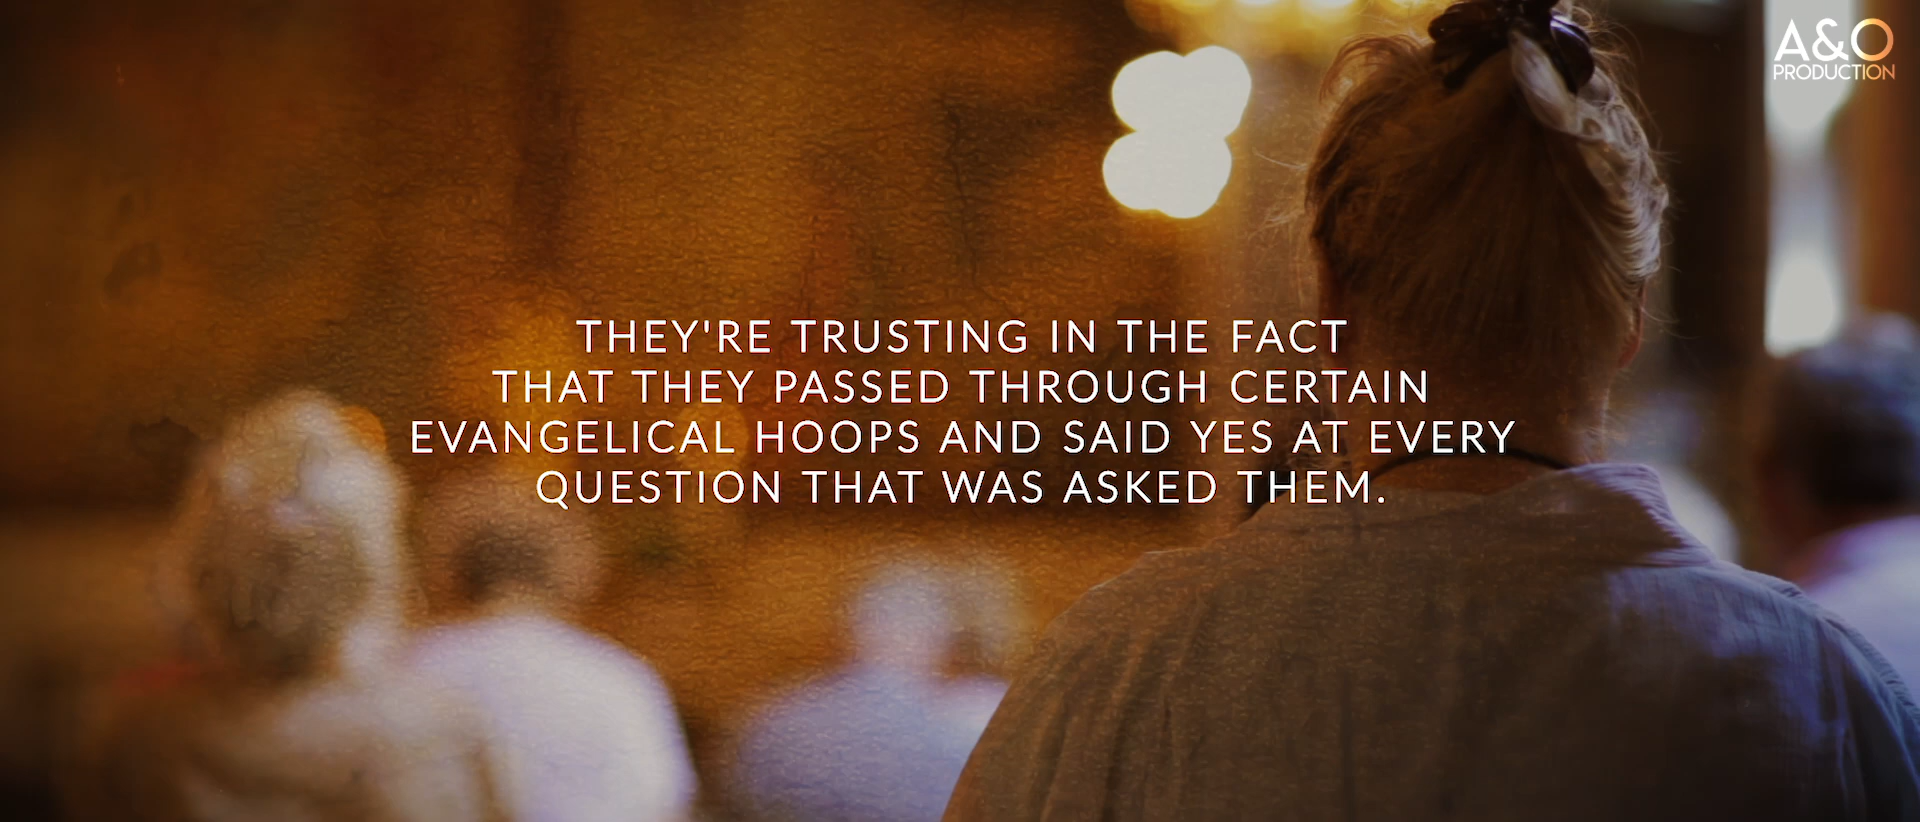 A&O
PRODUCTION
THEY'RE TRUSTING IN THE FACT
THAT THEY PASSED THROUGH CERTAIN
EVANGELICAL HOOPS AND SAID YES AT EVERY
QUESTION THAT WAS ASKED THEM.